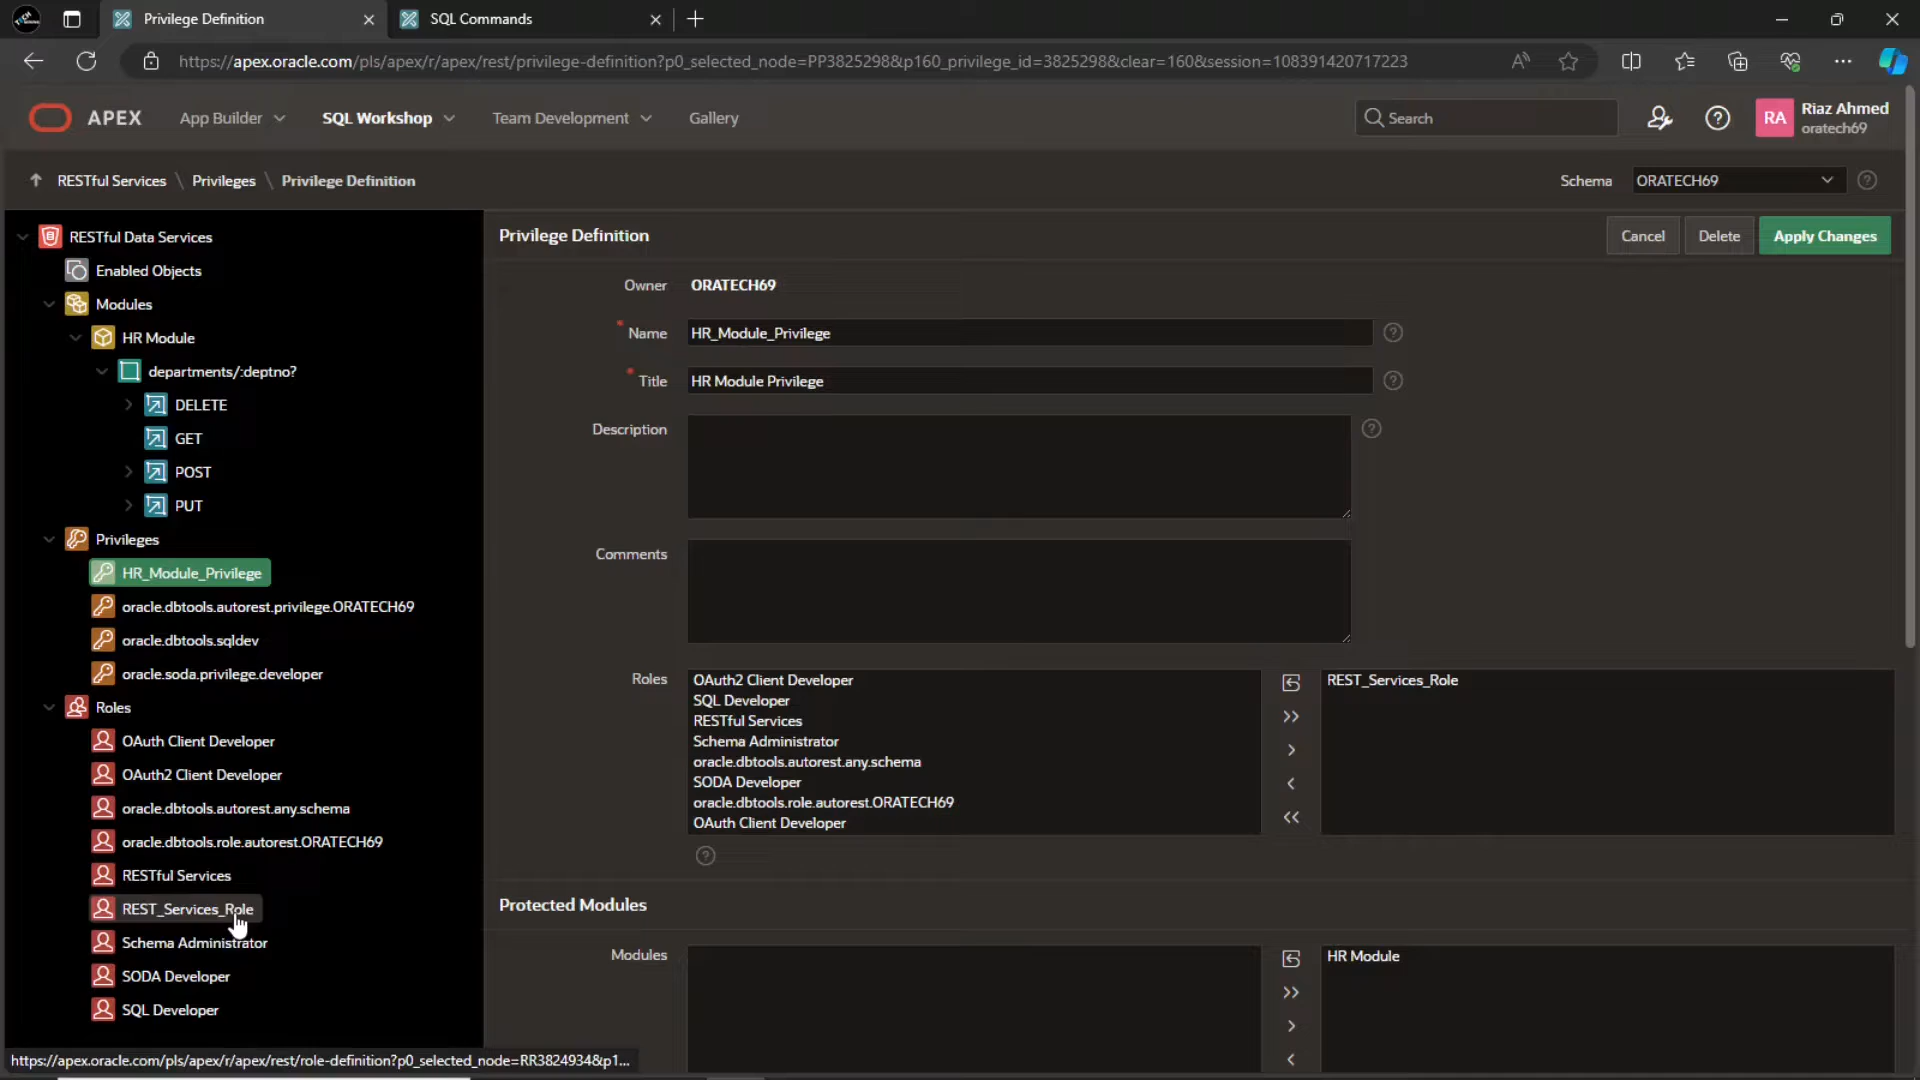 Privilege Definition
SQL Commands
https://apex.oracle.com/pls/apex/r/apex/rest/privilege-definition?p0_selected_node=PP3825298&p160_privilege_id=3825298&clear=160&session=108391420717223
APEX
App Builder
SQL Workshop
Team Development
Gallery
Search
RA
Riaz Ahmed
oratech69
RESTful Services \ Privileges \ Privilege Definition
Schema
ORATECH69
RESTful Data Services
Enabled Objects
Modules
HR Module
departments/:deptno?
DELETE
GET
POST
PUT
Privileges
HR_Module_Privilege
oracle.dbtools.autorest.privilege.ORATECH69
oracle.dbtools.sqldev
oracle.soda.privilege.developer
Roles
OAuth Client Developer
OAuth2 Client Developer
oracle.dbtools.autorest.any.schema
oracle.dbtools.role.autorest.ORATECH69
RESTful Services
REST_Services_Role
Schema Administrator
SODA Developer
SQL Developer
https://apex.oracle.com/pls/apex/r/apex/rest/role-definition?p0_selected_node=RR3824934&p1...
Privilege Definition
Cancel
Delete
Apply Changes
Owner
ORATECH69
* Name
HR_Module_Privilege
* Title
HR Module Privilege
Description
Comments
Roles
OAuth2 Client Developer
SQL Developer
RESTful Services
Schema Administrator
oracle.dbtools.autorest.any.schema
SODA Developer
oracle.dbtools.role.autorest.ORATECH69
OAuth Client Developer
REST_Services_Role
Protected Modules
Modules
HR Module